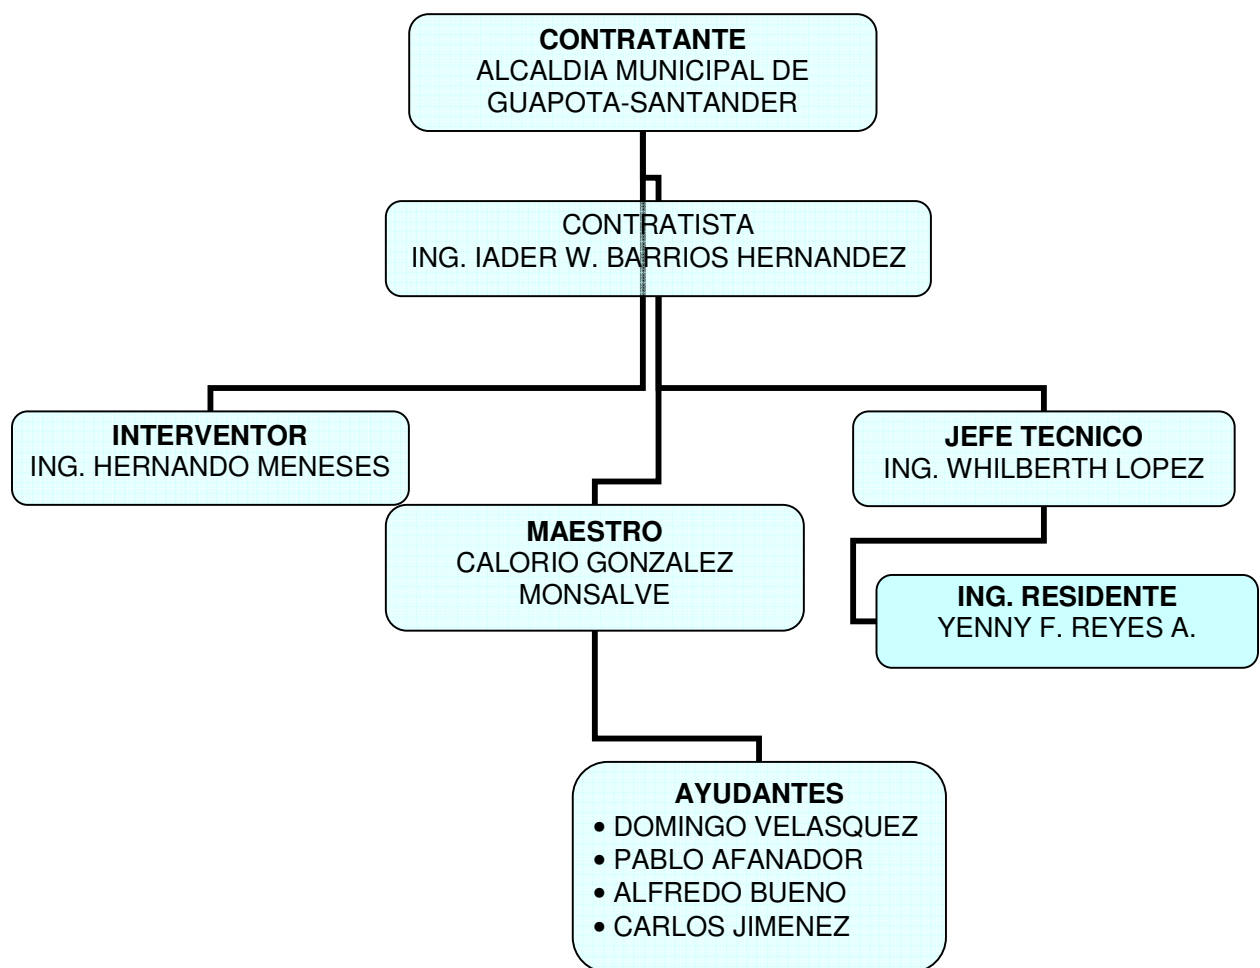 CONTRATANTE
ALCALDIA MUNICIPAL DE
GUAPOTA-SANTANDER
CONTRATISTA
ING. IADER W. BARRIOS HERNANDEZ
INTERVENTOR
ING. HERNANDO MENESES
JEFE TECNICO
ING. WHILBERTH LOPEZ
MAESTRO
CALORIO GONZALEZ
MONSALVE
ING. RESIDENTE
YENNY F. REYES A.
AYUDANTES
• DOMINGO VELASQUEZ
• PABLO AFANADOR
• ALFREDO BUENO
• CARLOS JIMENEZ